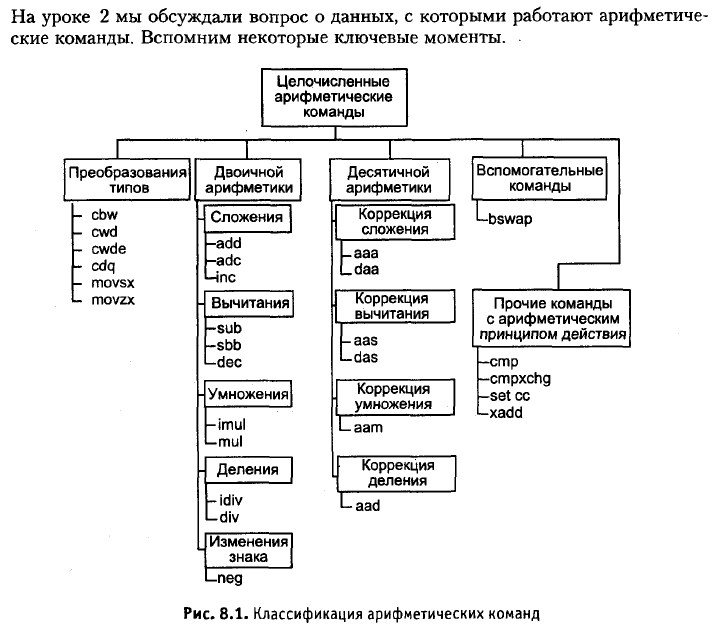 На уроке 2 мы обсуждали вопрос о данных, с которыми работают арифметиче-
ские команды. Вспомним некоторые ключевые моменты.
Целочисленные
арифметические
команды
Преобразования
типов
cbw
cwd
cwde
cdq
movsx
movzx
Двоичной
арифметики
Сложения
add
adc
inc
Вычитания
sub
sbb
dec
Умножения
imul
mul
Деления
idiv
div
Изменения
знака
neg
Десятичной
арифметики
Коррекция
сложения
aaa
daa
Коррекция
вычитания
aas
das
Коррекция
умножения
aam
Коррекция
деления
aad
Вспомогательные
команды
bswap
Прочие команды
с арифметическим
принципом действия
cmp
cmpxchg
set cc
xadd
Рис. 8.1. Классификация арифметических команд